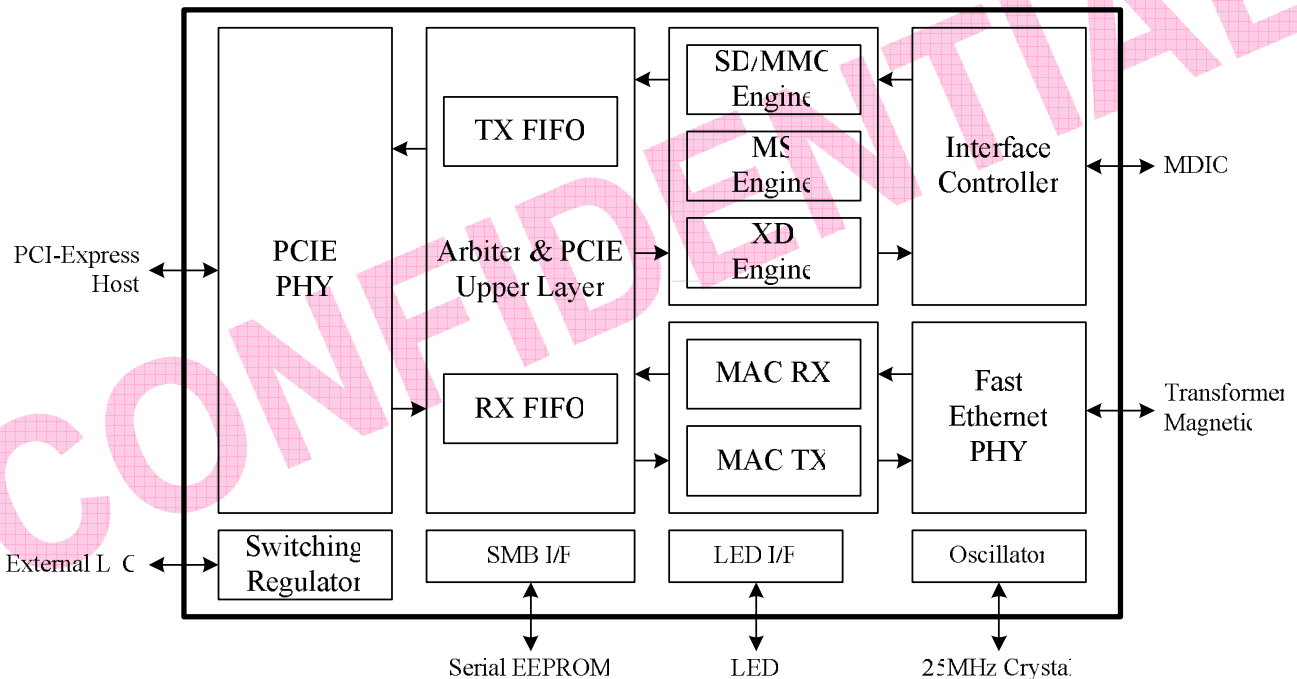 CONFIDENTIAL
SD/MMC
Engine
TX FIFO
MS
Engine
Interface
Controller
MDIO
PCI-Express
Host
PCIE
PHY
Arbiter & PCIE
Upper Layer
XD
Engine
MAC RX
RX FIFO
Fast
Ethernet
PHY
Transformer
Magnetic
MAC TX
External L C
Switching
Regulator
SMB I/F
LED I/F
Oscillator
Serial EEPROM
LED
25MHz Crystal